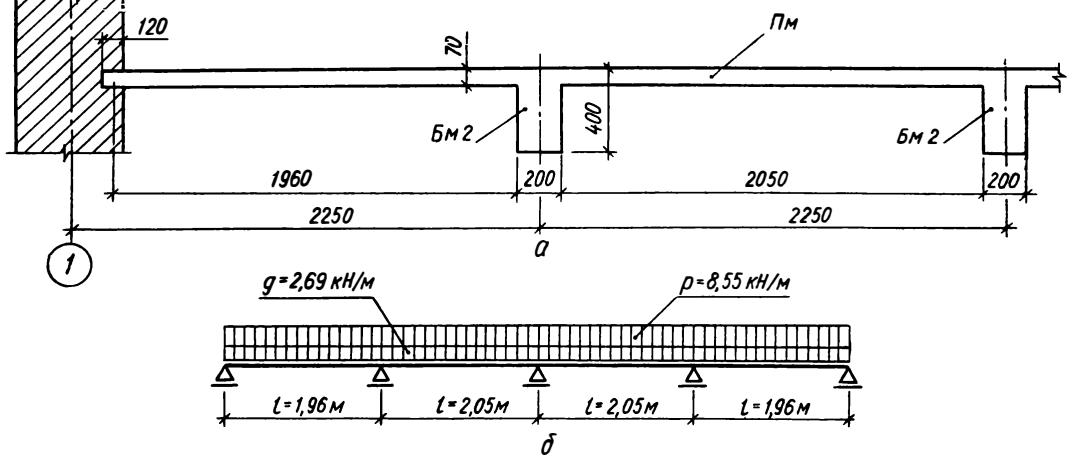 120
70
Пм
Бм 2
400
Бм 2
1960
200
2050
200
2250
2250
1
а
g=2,69 кН/м
p=8,55 кН/м
l=1,96 м
l=2,05 м
l=2,05 м
l=1,96 м
б